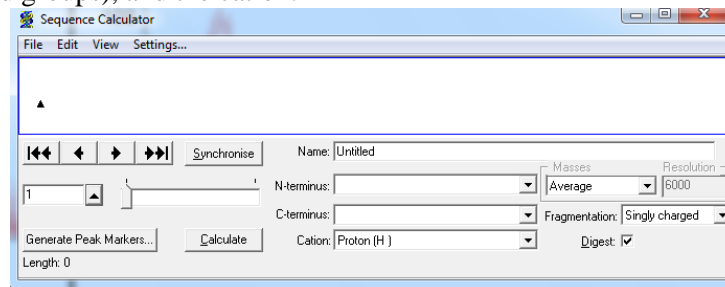 Sequence Calculator
File Edit View Settings...
Synchronise Name: Untitled
Masses Resolution
1 N-terminus: Average 6000
C-terminus: Fragmentation: Singly charged
Generate Peak Markers... Calculate Cation: Proton (H ) Digest:
Length: 0